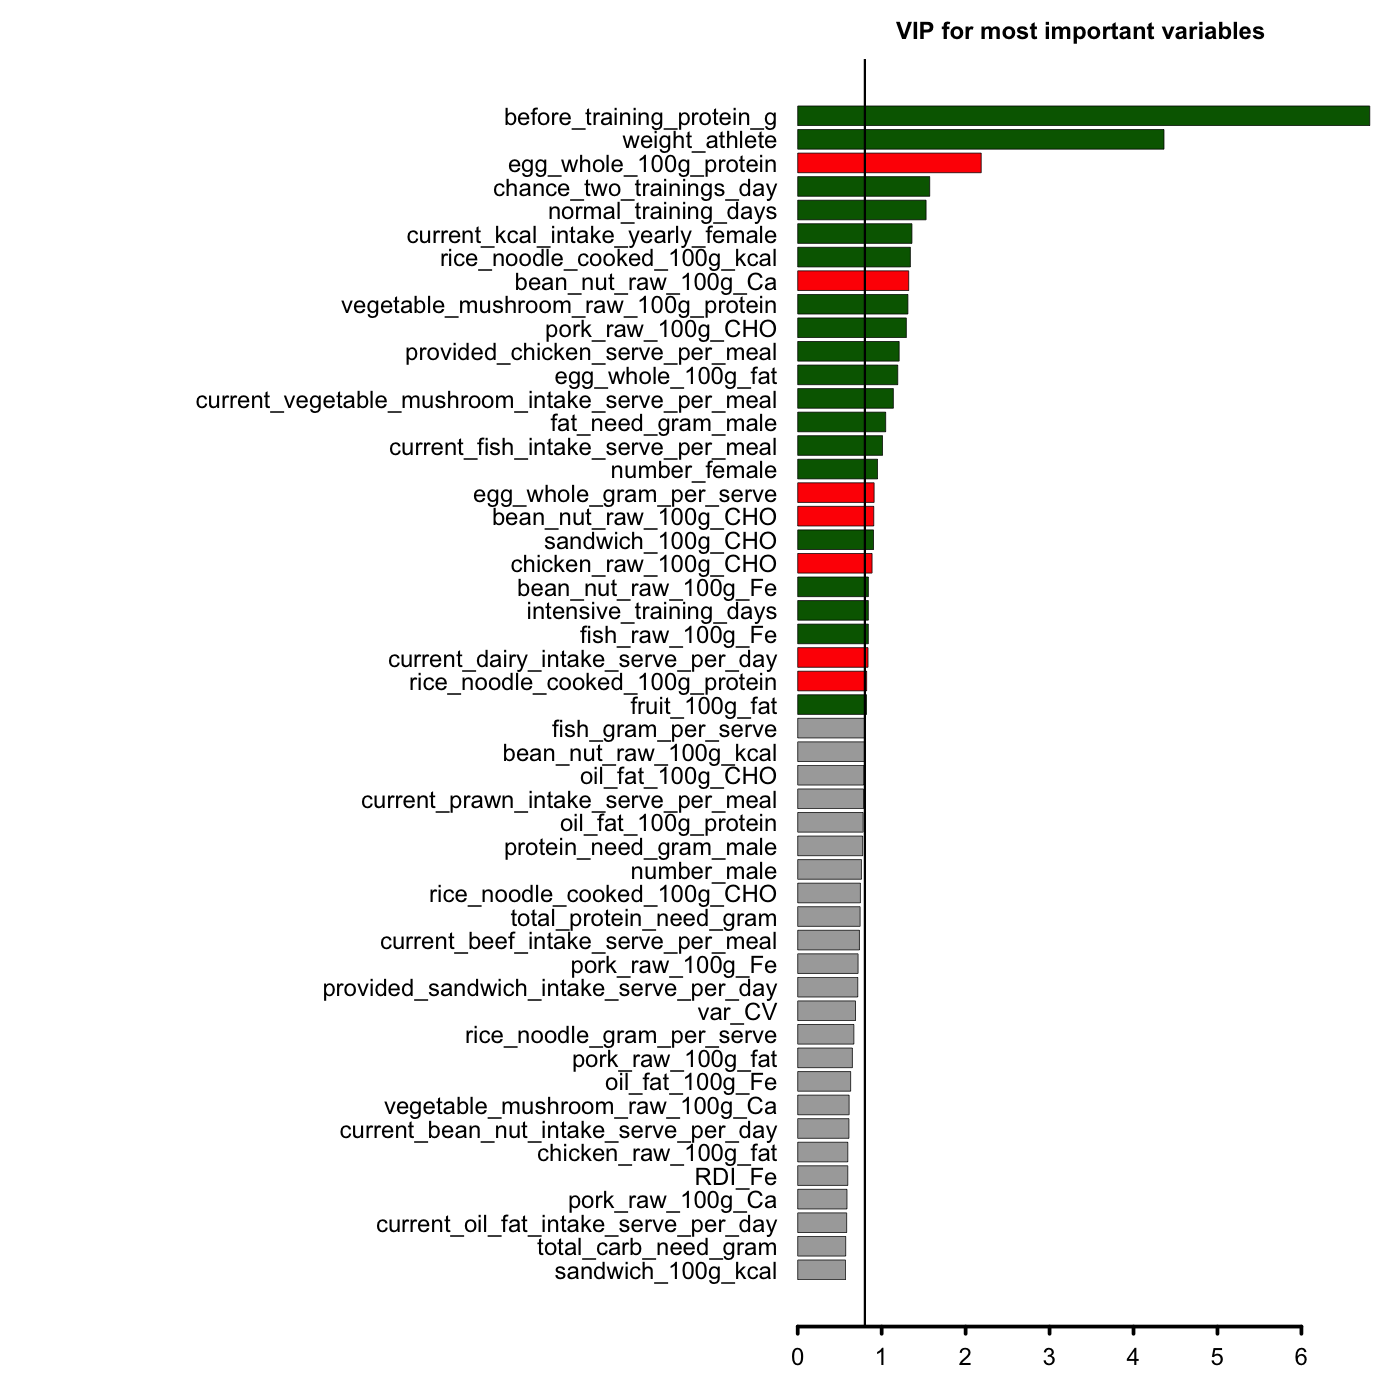 VIP for most important variables
before_training_protein_g
weight_athlete
egg_whole_100g_protein
chance_two_trainings_day
normal_training_days
current_kcal_intake_yearly_female
rice_noodle_cooked_100g_kcal
bean_nut_raw_100g_Ca
vegetable_mushroom_raw_100g_protein
pork_raw_100g_CHO
provided_chicken_serve_per_meal
egg_whole_100g_fat
current_vegetable_mushroom_intake_serve_per_meal
fat_need_gram_male
current_fish_intake_serve_per_meal
number_female
egg_whole_gram_per_serve
bean_nut_raw_100g_CHO
sandwich_100g_CHO
chicken_raw_100g_CHO
bean_nut_raw_100g_Fe
intensive_training_days
fish_raw_100g_Fe
current_dairy_intake_serve_per_day
rice_noodle_cooked_100g_protein
fruit_100g_fat
fish_gram_per_serve
bean_nut_raw_100g_kcal
oil_fat_100g_CHO
current_prawn_intake_serve_per_meal
oil_fat_100g_protein
protein_need_gram_male
number_male
rice_noodle_cooked_100g_CHO
total_protein_need_gram
current_beef_intake_serve_per_meal
pork_raw_100g_Fe
provided_sandwich_intake_serve_per_day
var_CV
rice_noodle_gram_per_serve
pork_raw_100g_fat
oil_fat_100g_Fe
vegetable_mushroom_raw_100g_Ca
current_bean_nut_intake_serve_per_day
chicken_raw_100g_fat
RDI_Fe
pork_raw_100g_Ca
current_oil_fat_intake_serve_per_day
total_carb_need_gram
sandwich_100g_kcal
0 1 2 3 4 5 6